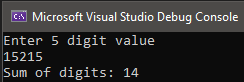 Microsoft Visual Studio Debug Console
Enter 5 digit value
15215
Sum of digits: 14